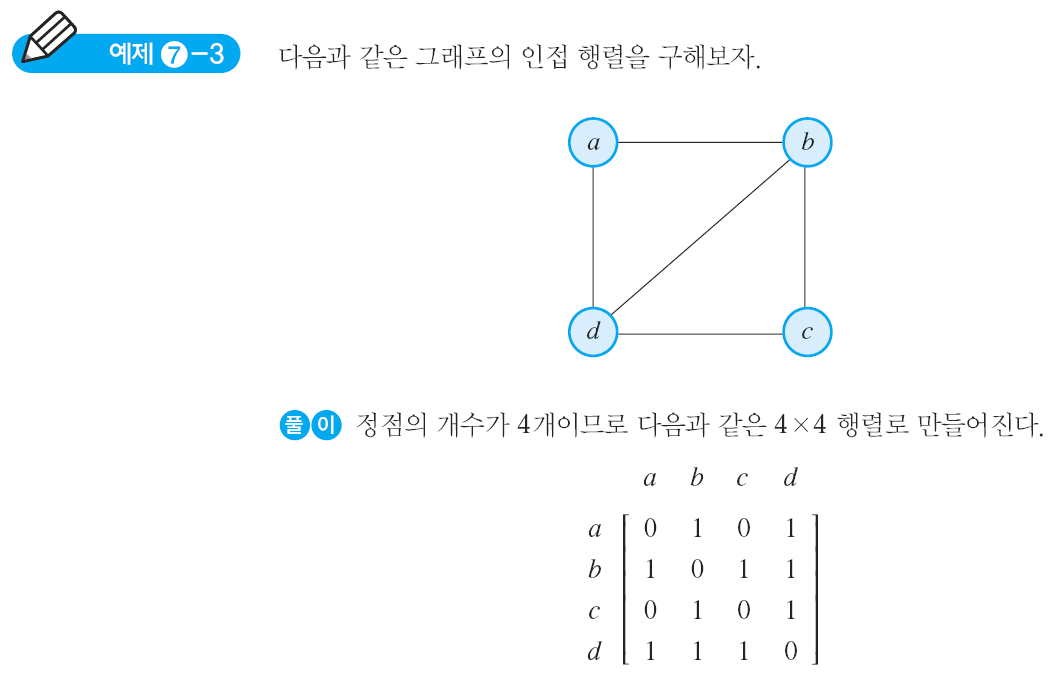 예제 7-3 다음과 같은 그래프의 인접 행렬을 구해보자.
a b
d c
풀이 정점의 개수가 4개이므로 다음과 같은 4×4 행렬로 만들어진다.
a b c d
a 0 1 0 1
b 1 0 1 1
c 0 1 0 1
d 1 1 1 0